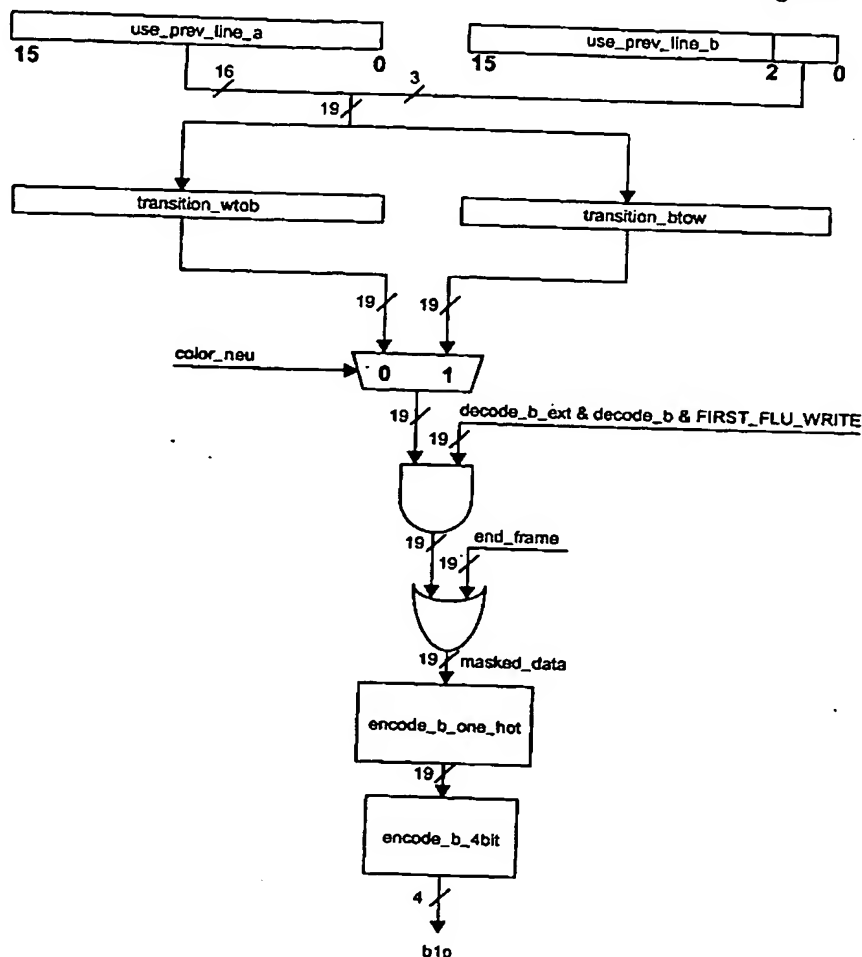 use_prev_line_a
15
0
use_prev_line_b
15
2
0
16
3
19
transition_wtob
transition_btow
19
19
color_neu
0
1
19
decode_b_ext & decode_b & FIRST_FLU_WRITE
19
19
end_frame
19
19
masked_data
encode_b_one_hot
19
encode_b_4bit
4
b1p